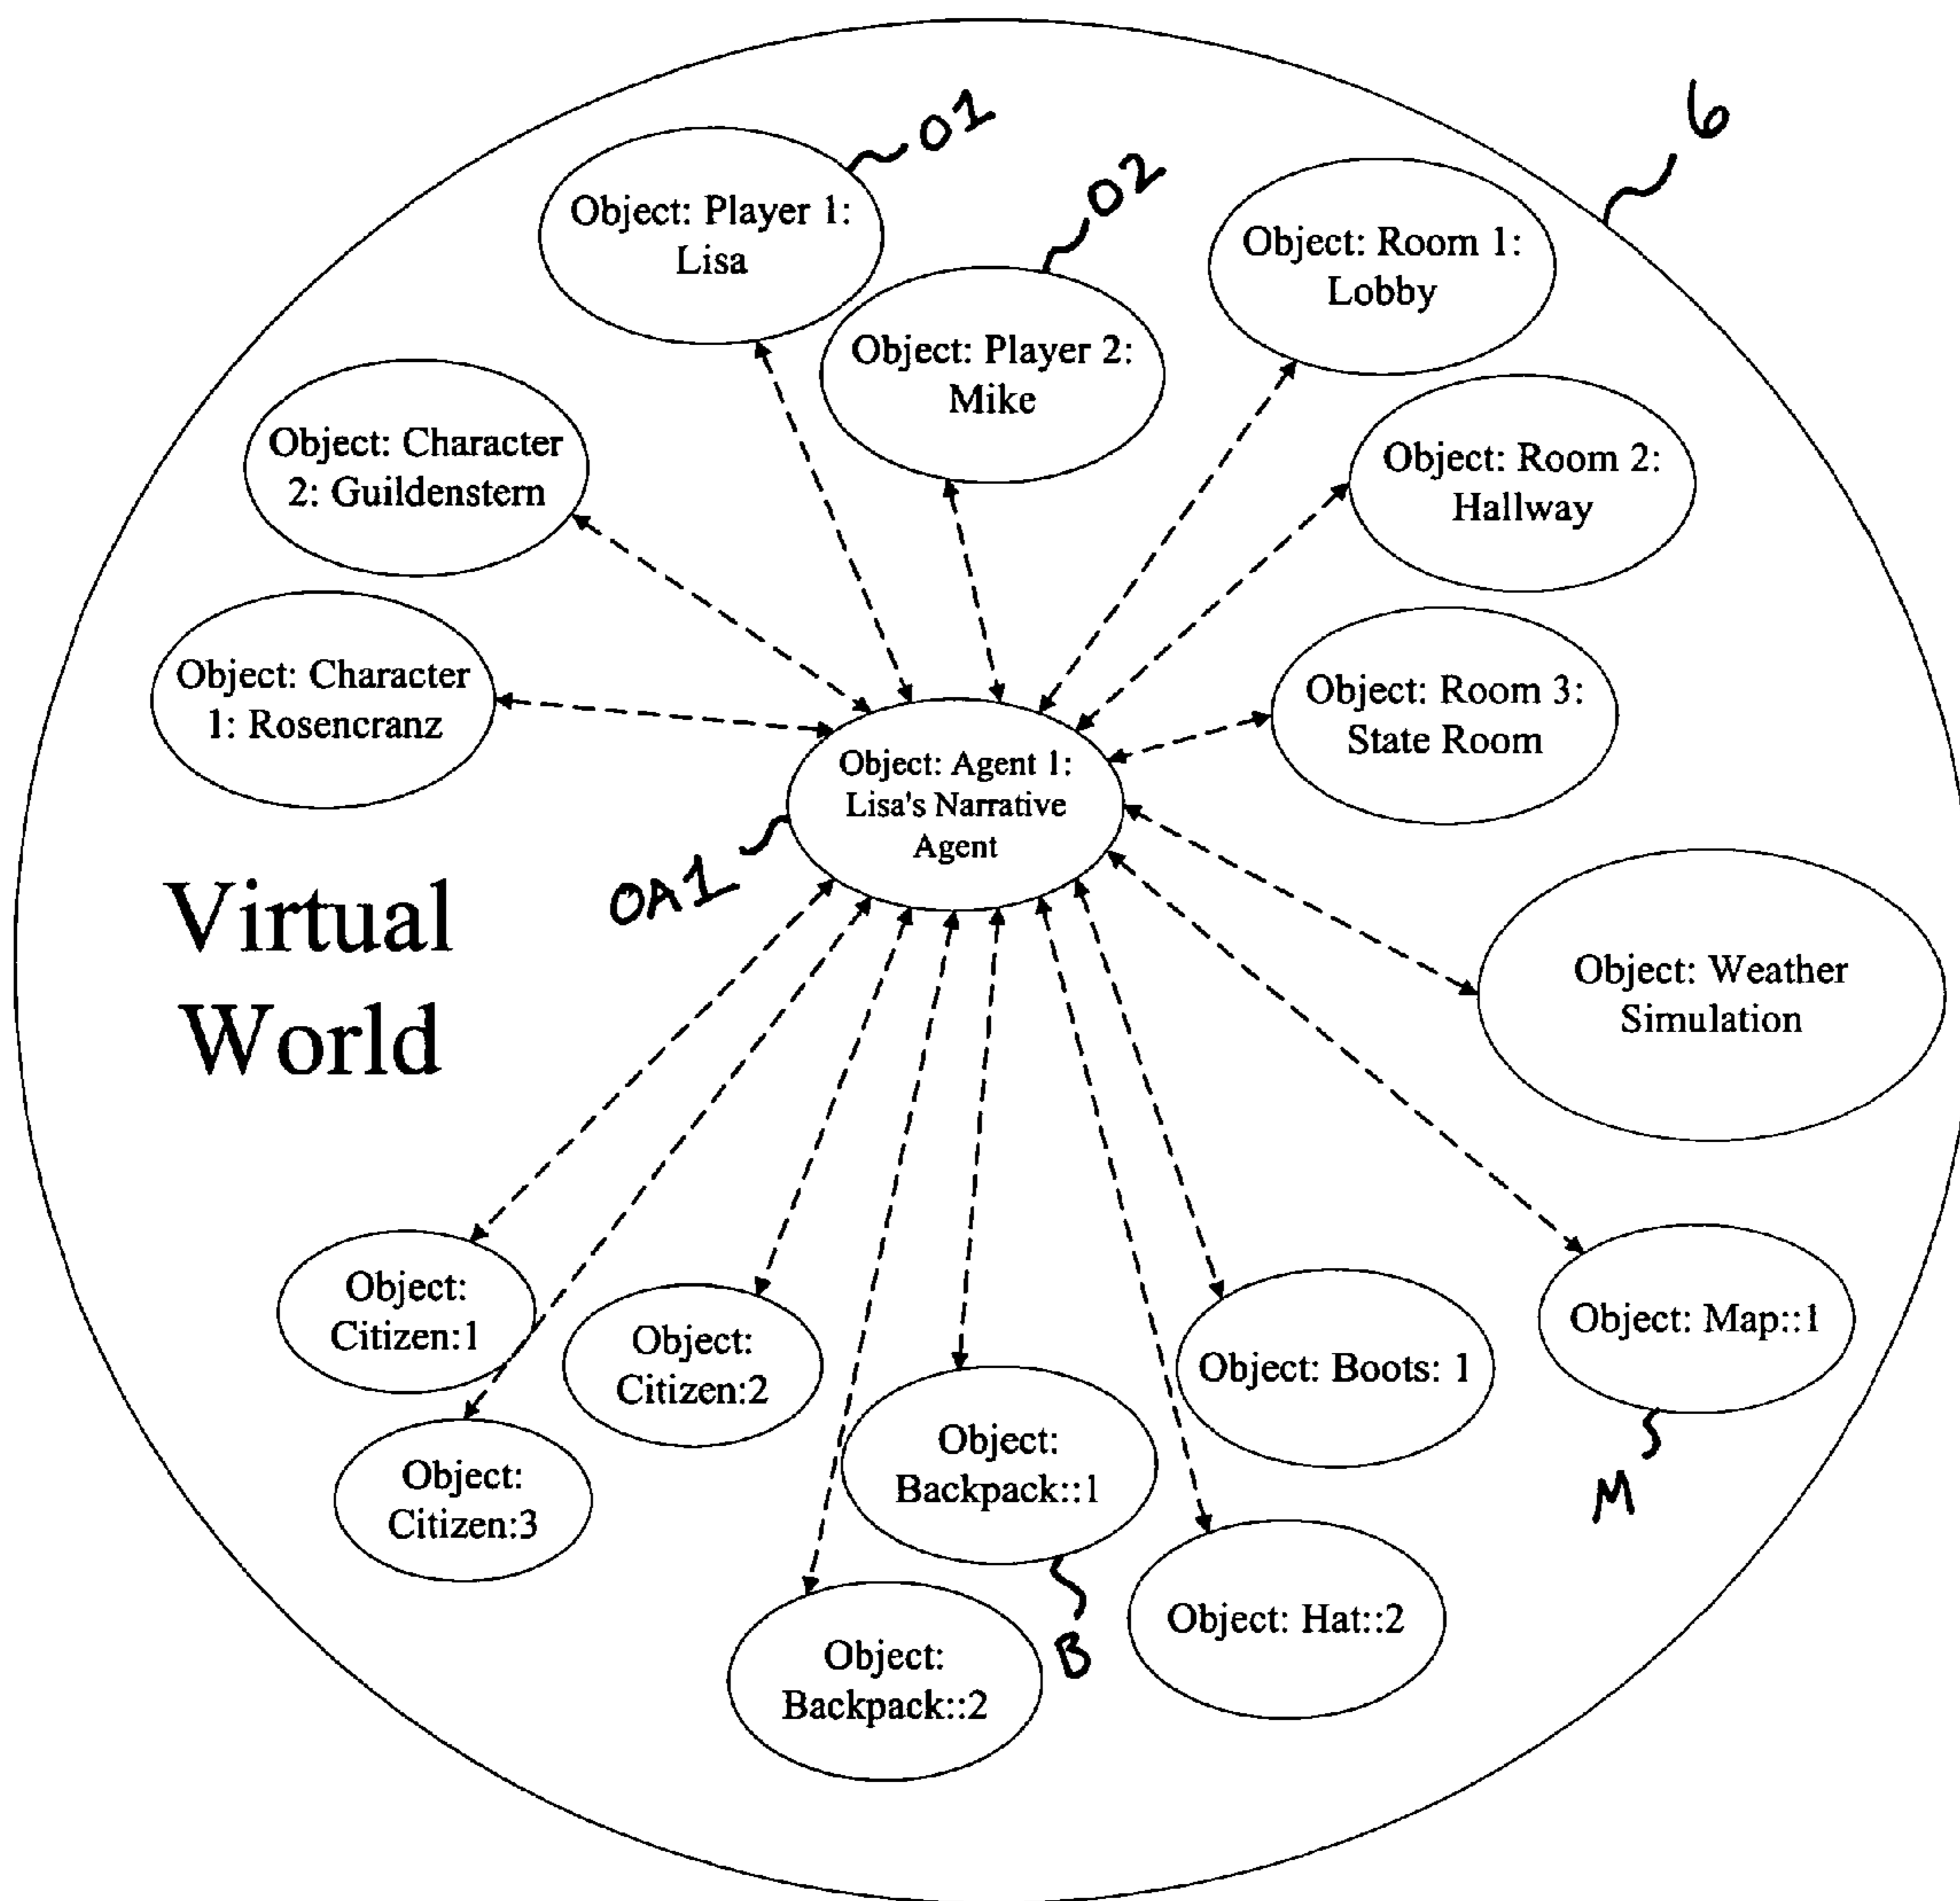 6
O1
O2
Object: Player 1:
Lisa
Object: Player 2:
Mike
Object: Room 1:
Lobby
Object: Character
2: Guildenstern
Object: Room 2:
Hallway
Object: Character
1: Rosencranz
Object: Room 3:
State Room
Object: Agent 1:
Lisa's Narrative
Agent
OA1
Virtual
World
Object: Weather
Simulation
Object:
Citizen:1
Object:
Citizen:2
Object:
Citizen:3
Object:
Backpack::1
B
Object:
Backpack::2
Object: Boots: 1
Object: Hat::2
Object: Map::1
M